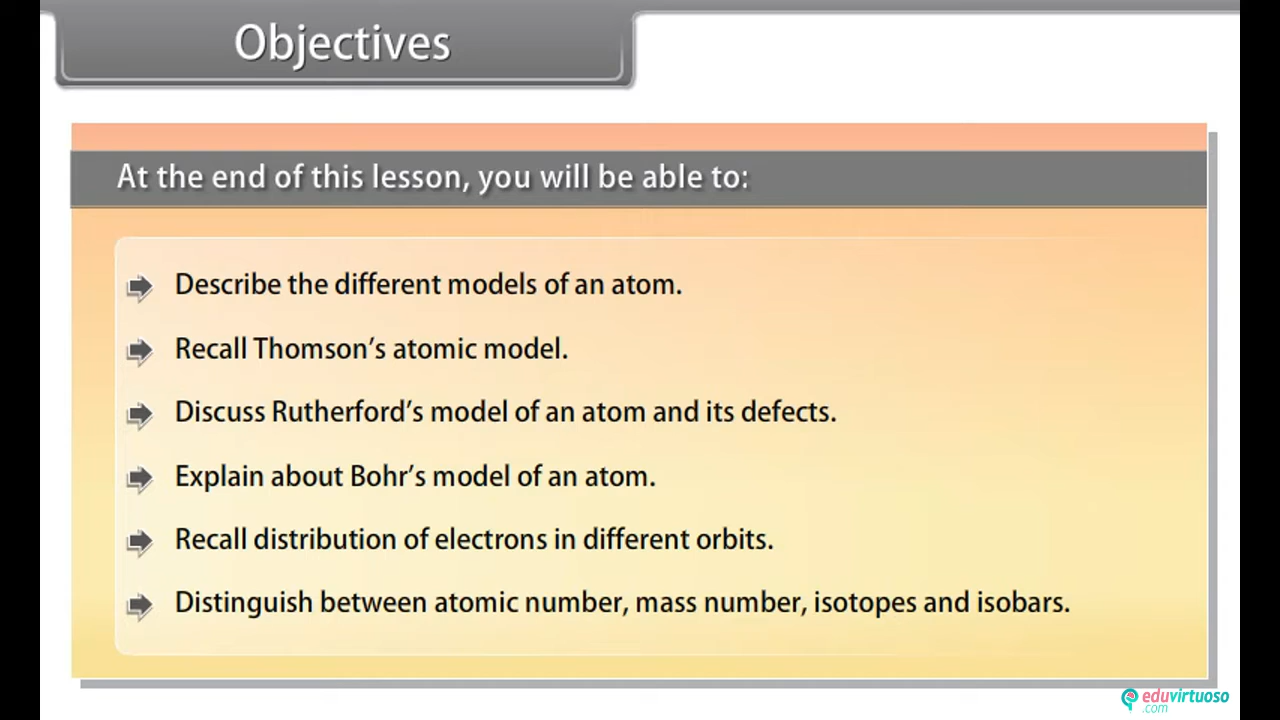 Objectives
At the end of this lesson, you will be able to:
Describe the different models of an atom.
Recall Thomson’s atomic model.
Discuss Rutherford’s model of an atom and its defects.
Explain about Bohr’s model of an atom.
Recall distribution of electrons in different orbits.
Distinguish between atomic number, mass number, isotopes and isobars.
eduvirtuoso
.com